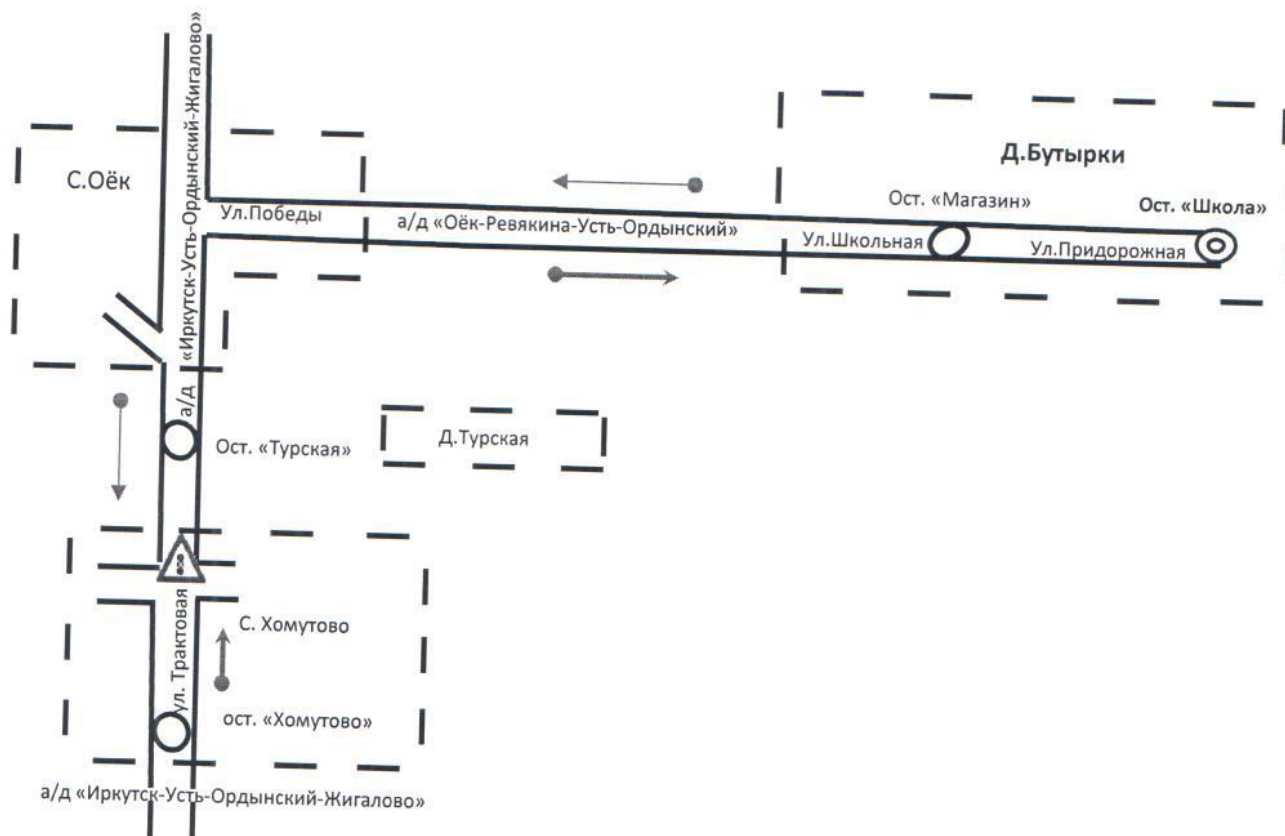 С.Оёк
а/д «Иркутск-Усть-Ордынский-Жигалово»
Ул.Победы
а/д «Оёк-Ревякина-Усть-Ордынский»
Д.Бутырки
Ост. «Магазин»
Ост. «Школа»
Ул.Школьная
Ул.Придорожная
Ост. «Турская»
Д.Турская
ул. Трактовая
С. Хомутово
ост. «Хомутово»
а/д «Иркутск-Усть-Ордынский-Жигалово»